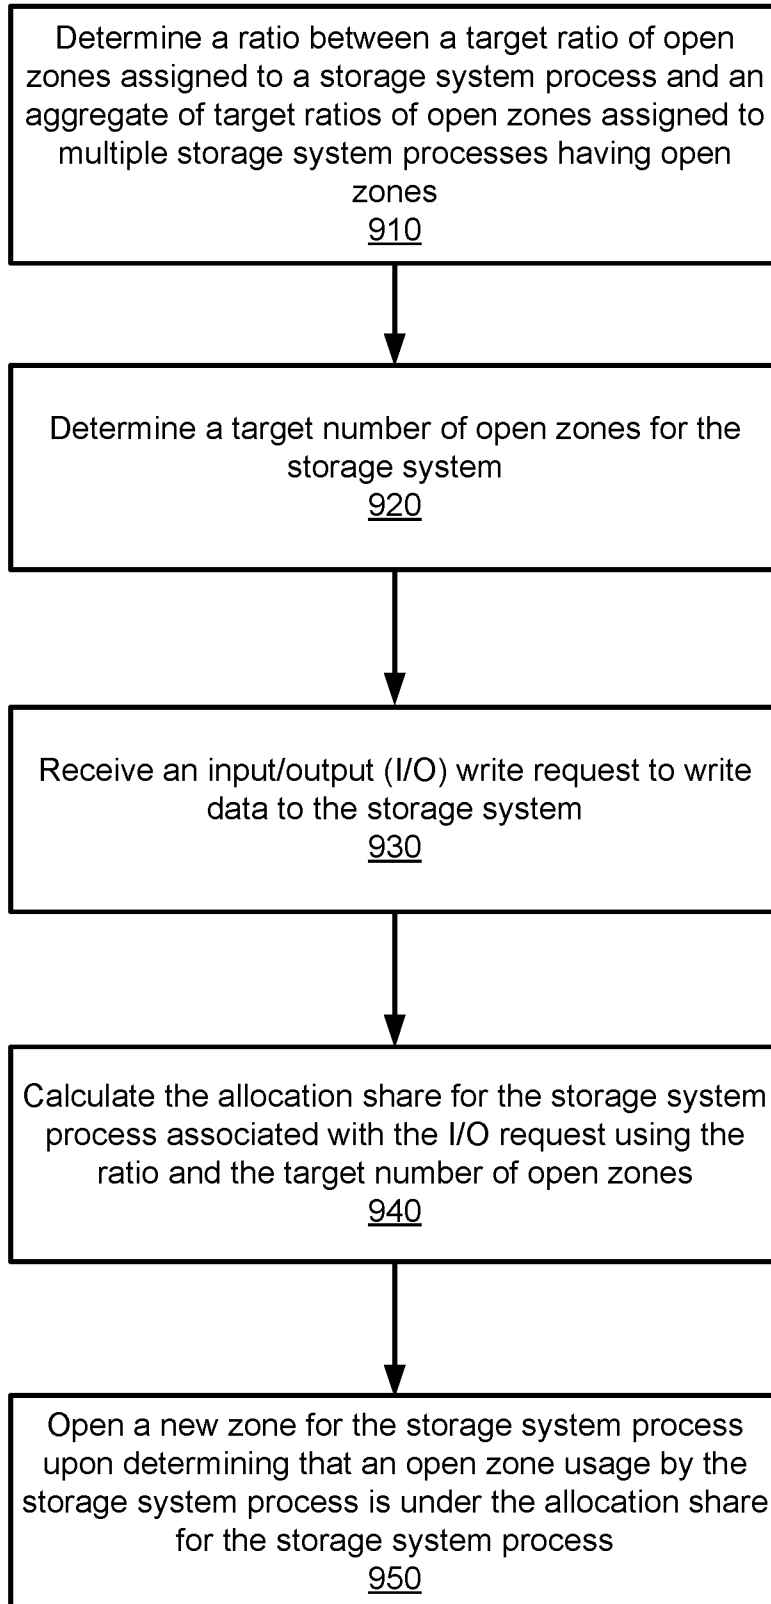 Determine a ratio between a target ratio of open
zones assigned to a storage system process and an
aggregate of target ratios of open zones assigned to
multiple storage system processes having open
zones
910
Determine a target number of open zones for the
storage system
920
Receive an input/output (I/O) write request to write
data to the storage system
930
Calculate the allocation share for the storage system
process associated with the I/O request using the
ratio and the target number of open zones
940
Open a new zone for the storage system process
upon determining that an open zone usage by the
storage system process is under the allocation share
for the storage system process
950